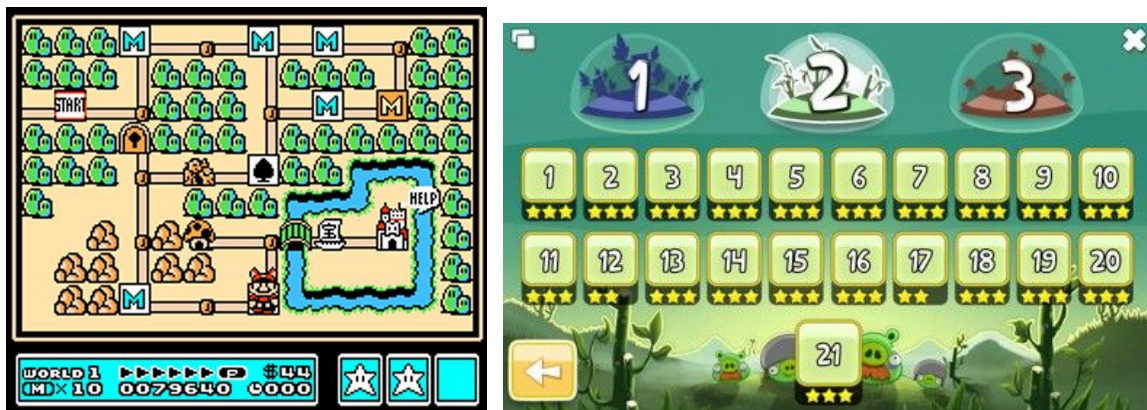 M M M
START M M
HELP
宝
M
WORLD 1 P #44
M × 10 0079640 000
1 2 3
1 2 3 4 5 6 7 8 9 10
11 12 13 14 15 16 17 18 19 20
21